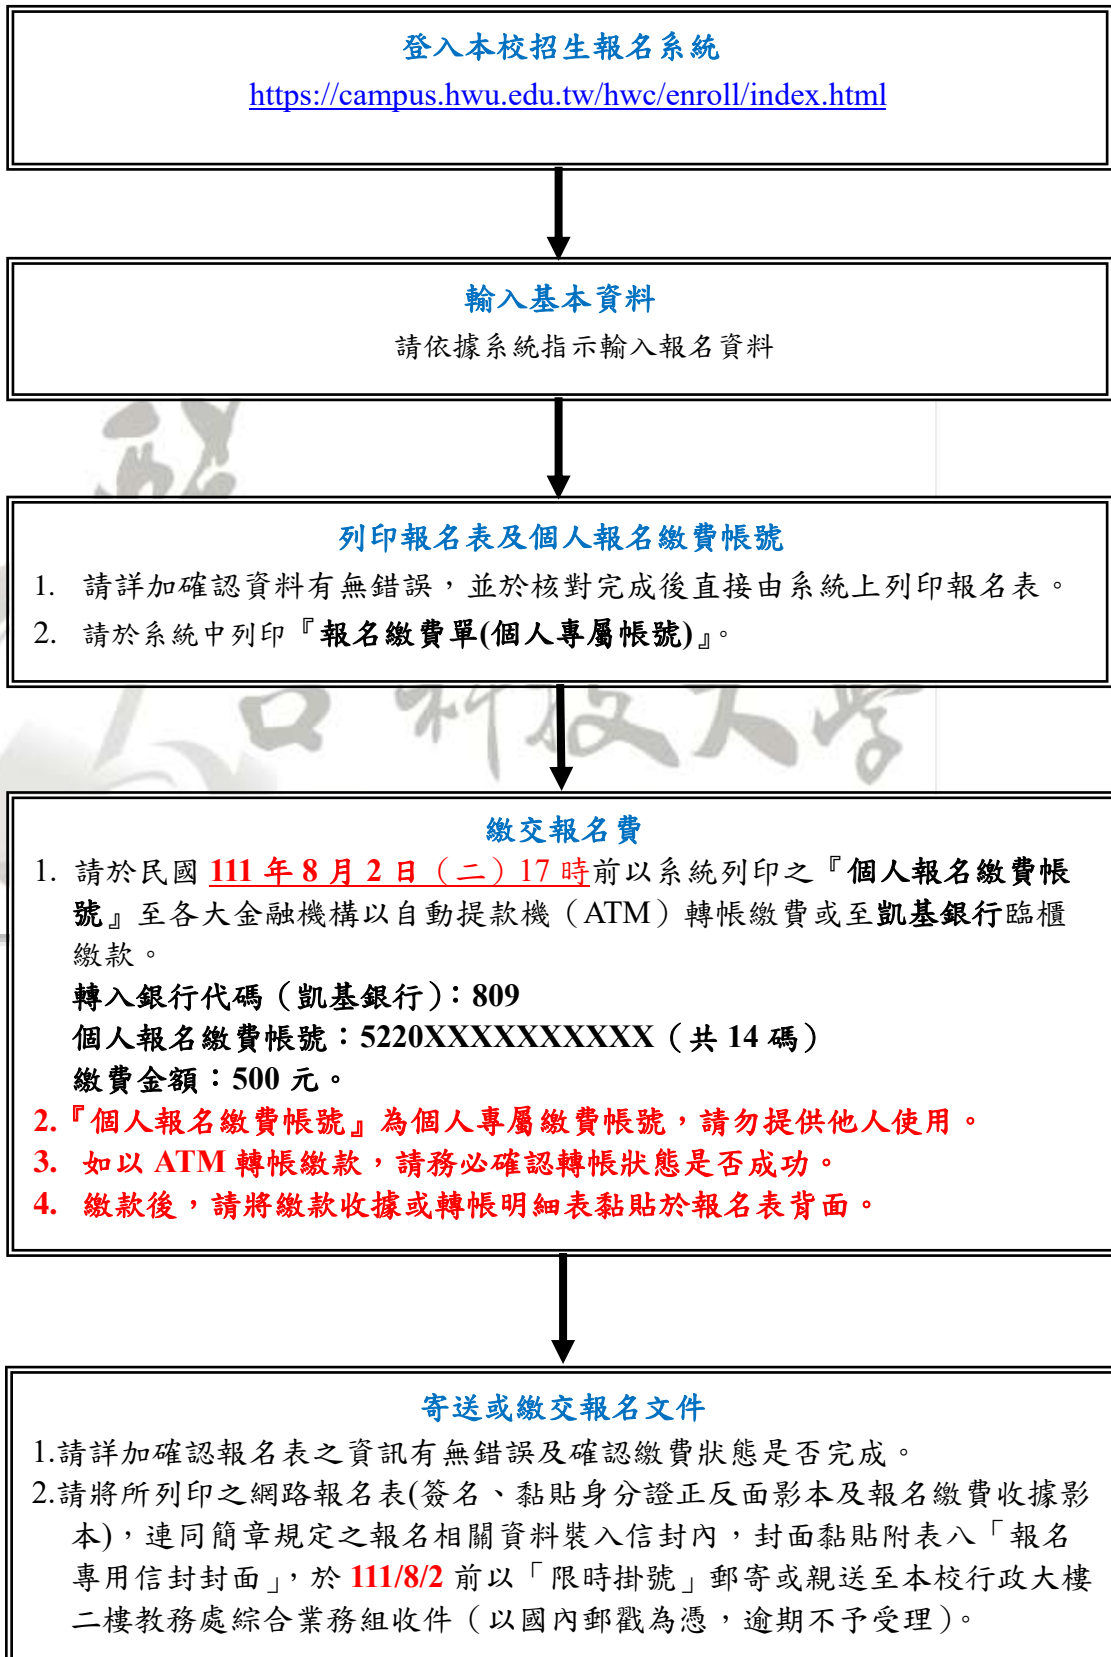 登入本校招生報名系統
https://campus.hwu.edu.tw/hwc/enroll/index.html
輸入基本資料
請依據系統指示輸入報名資料
列印報名表及個人報名繳費帳號
1. 請詳加確認資料有無錯誤，並於核對完成後直接由系統上列印報名表。
2. 請於系統中列印『報名繳費單(個人專屬帳號)』。
科技大學
繳交報名費
1. 請於民國 111 年 8 月 2 日（二）17 時前以系統列印之『個人報名繳費帳
號』至各大金融機構以自動提款機（ATM）轉帳繳費或至凱基銀行臨櫃
繳款。
轉入銀行代碼（凱基銀行）：809
個人報名繳費帳號：5220XXXXXXXXXX（共 14 碼）
繳費金額：500 元。
2.『個人報名繳費帳號』為個人專屬繳費帳號，請勿提供他人使用。
3. 如以 ATM 轉帳繳款，請務必確認轉帳狀態是否成功。
4. 繳款後，請將繳款收據或轉帳明細表黏貼於報名表背面。
寄送或繳交報名文件
1.請詳加確認報名表之資訊有無錯誤及確認繳費狀態是否完成。
2.請將所列印之網路報名表(簽名、黏貼身分證正反面影本及報名繳費收據影
本)，連同簡章規定之報名相關資料裝入信封內，封面黏貼附表八「報名
專用信封封面」，於 111/8/2 前以「限時掛號」郵寄或親送至本校行政大樓
二樓教務處綜合業務組收件（以國內郵戳為憑，逾期不予受理）。